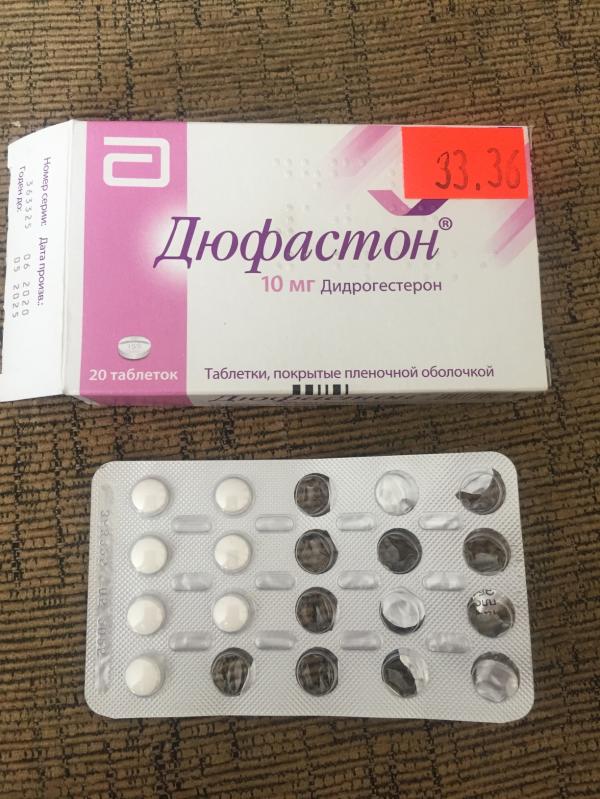 33.36
Дюфастон®
10 мг Дидрогестерон
20 таблеток
Таблетки, покрытые пленочной оболочкой
Дюфастон
Номер серии: Дата произв.:
Годен до:
363325 06 2020
05 2025